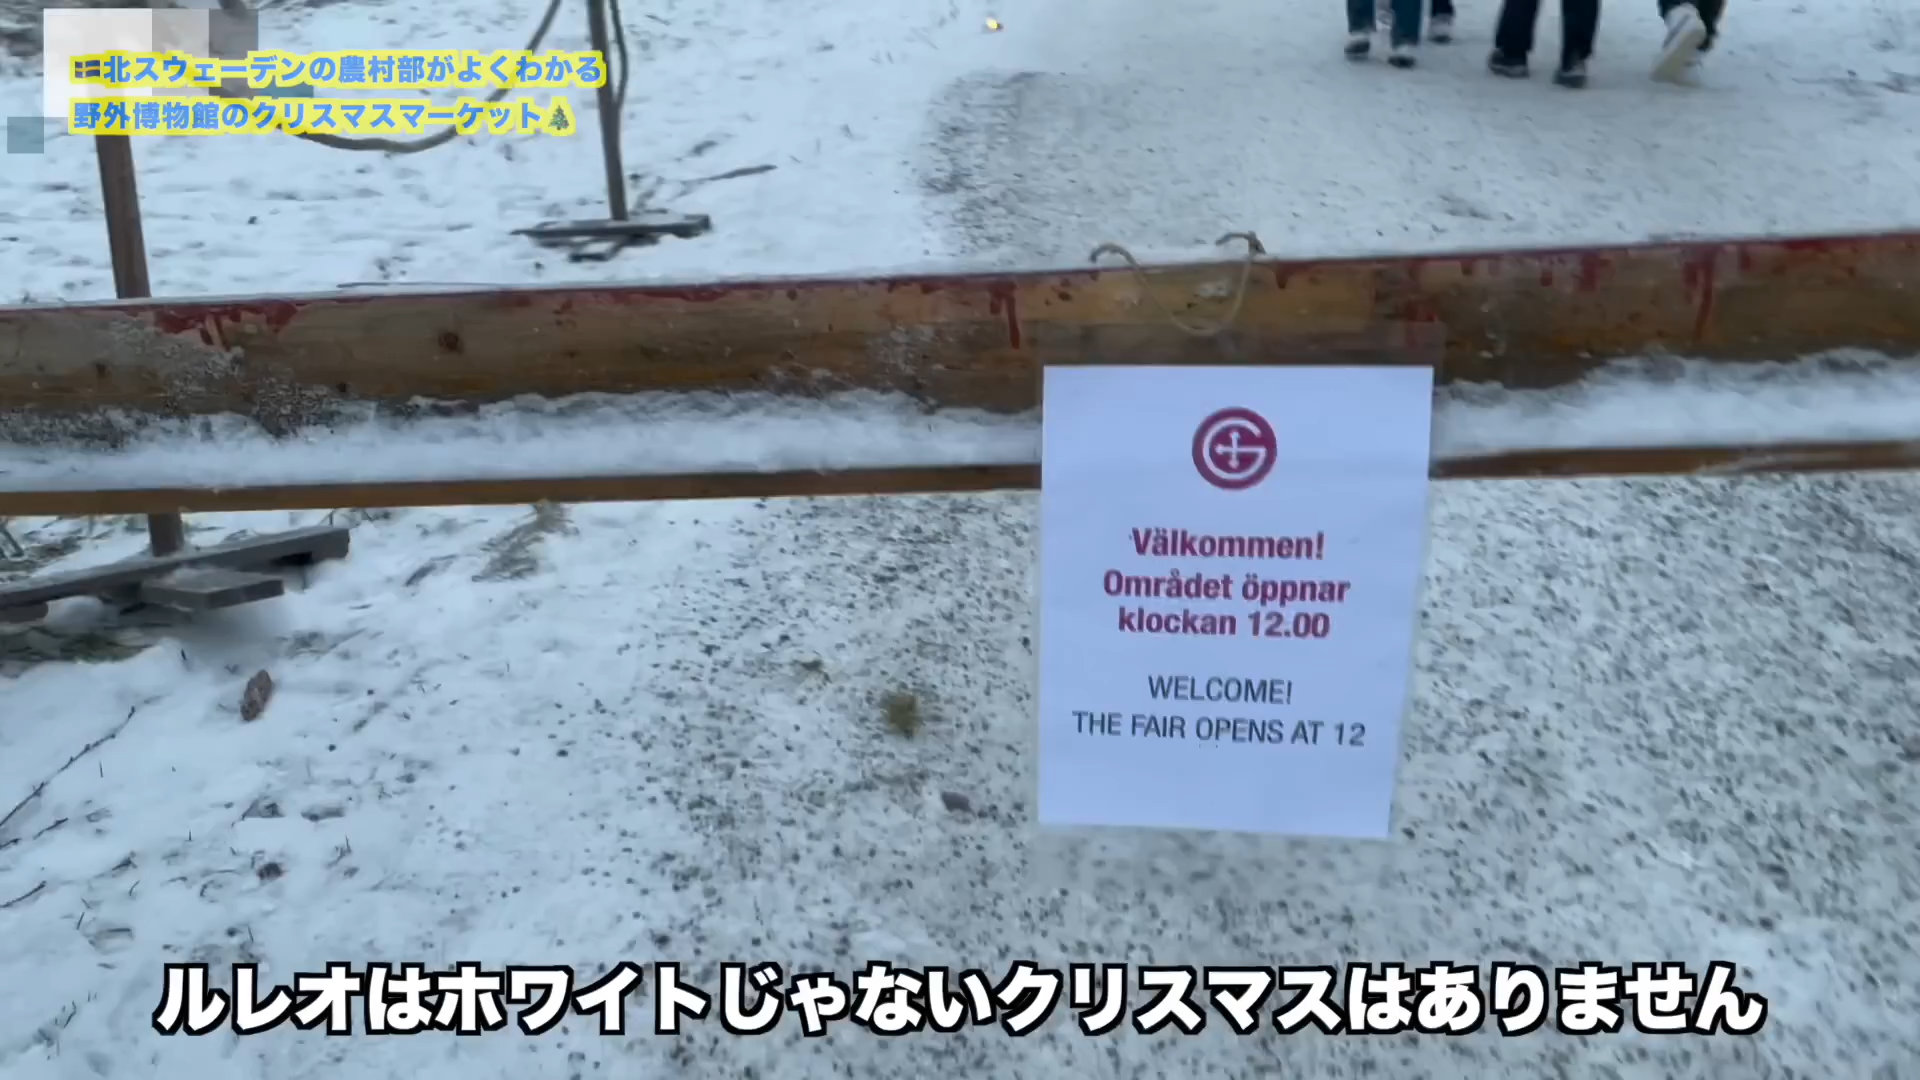 🇸🇪北スウェーデンの農村部がよくわかる
野外博物館のクリスマスマーケット🌲
G
Välkommen!
Området öppnar
klockan 12.00
WELCOME!
THE FAIR OPENS AT 12
ルレオはホワイトじゃないクリスマスはありません